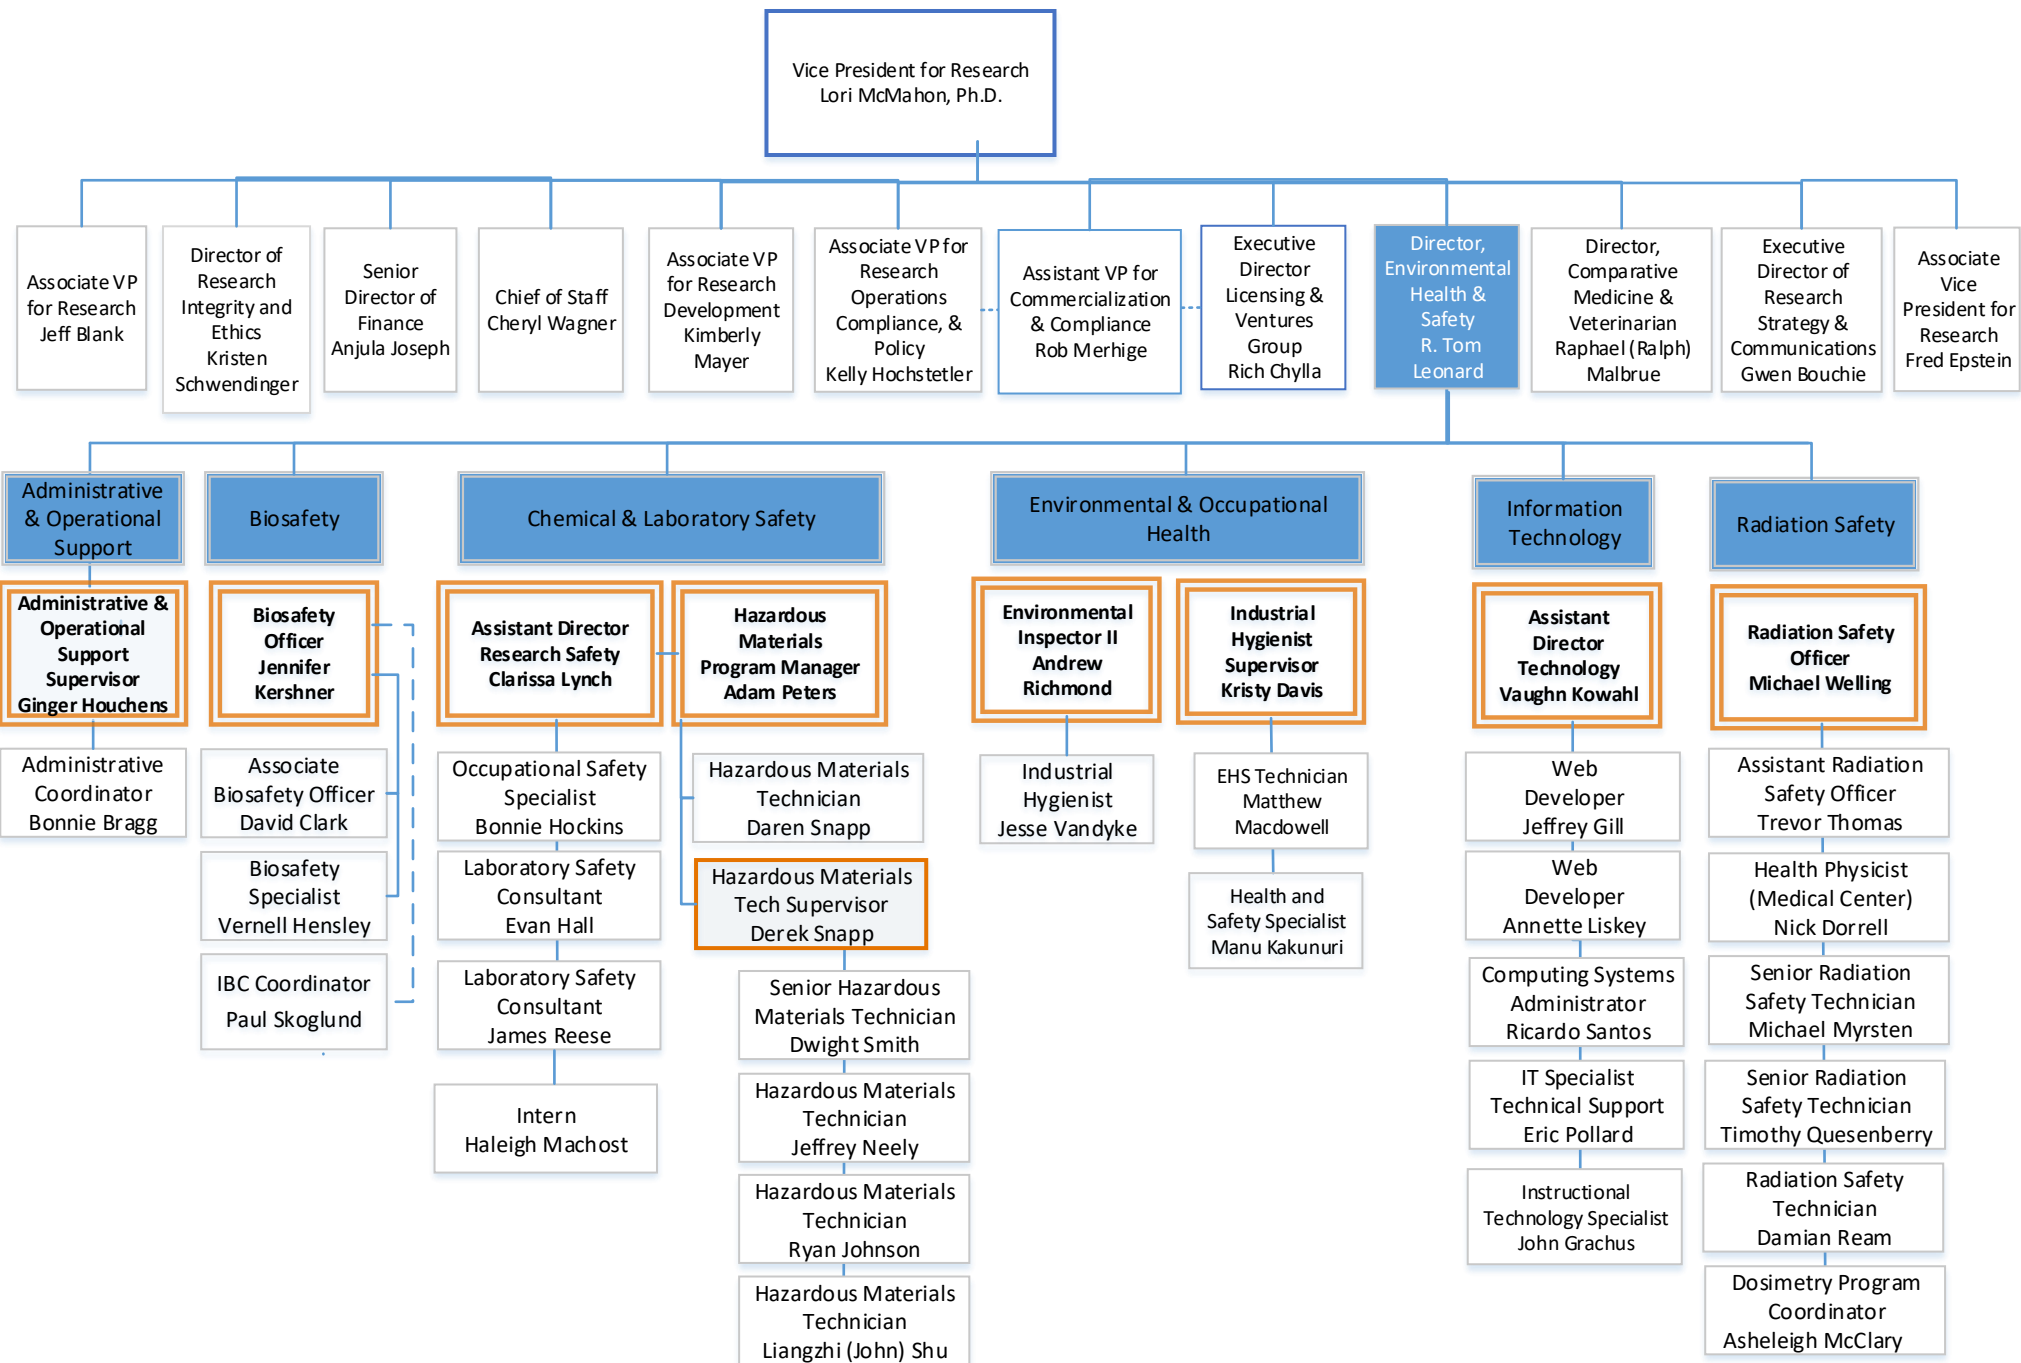 Vice President for Research
Lori McMahon, Ph.D.
Associate VP
for Research
Jeff Blank
Director of
Research
Integrity and
Ethics
Kristen
Schwendinger
Senior
Director of
Finance
Anjula Joseph
Chief of Staff
Cheryl Wagner
Associate VP
for Research
Development
Kimberly
Mayer
Associate VP for
Research
Operations
Compliance, &
Policy
Kelly Hochstetler
Assistant VP for
Commercialization
& Compliance
Rob Merhige
Executive
Director
Licensing &
Ventures
Group
Rich Chylla
Director,
Environmental
Health &
Safety
R. Tom
Leonard
Director,
Comparative
Medicine &
Veterinarian
Raphael (Ralph)
Malbrue
Executive
Director of
Research
Strategy &
Communications
Gwen Bouchie
Associate
Vice
President for
Research
Fred Epstein
Administrative
& Operational
Support
Biosafety
Chemical & Laboratory Safety
Environmental & Occupational
Health
Information
Technology
Radiation Safety
Administrative &
Operational
Support
Supervisor
Ginger Houchens
Biosafety
Officer
Jennifer
Kershner
Assistant Director
Research Safety
Clarissa Lynch
Hazardous
Materials
Program Manager
Adam Peters
Environmental
Inspector II
Andrew
Richmond
Industrial
Hygienist
Supervisor
Kristy Davis
Assistant
Director
Technology
Vaughn Kowahl
Radiation Safety
Officer
Michael Welling
Administrative
Coordinator
Bonnie Bragg
Associate
Biosafety Officer
David Clark
Biosafety
Specialist
Vernell Hensley
IBC Coordinator
Paul Skoglund
Occupational Safety
Specialist
Bonnie Hockins
Laboratory Safety
Consultant
Evan Hall
Laboratory Safety
Consultant
James Reese
Intern
Haleigh Machost
Hazardous Materials
Technician
Daren Snapp
Hazardous Materials
Tech Supervisor
Derek Snapp
Senior Hazardous
Materials Technician
Dwight Smith
Hazardous Materials
Technician
Jeffrey Neely
Hazardous Materials
Technician
Ryan Johnson
Hazardous Materials
Technician
Liangzhi (John) Shu
Industrial
Hygienist
Jesse Vandyke
EHS Technician
Matthew
Macdowell
Health and
Safety Specialist
Manu Kakunuri
Web
Developer
Jeffrey Gill
Web
Developer
Annette Liskey
Computing Systems
Administrator
Ricardo Santos
IT Specialist
Technical Support
Eric Pollard
Instructional
Technology Specialist
John Grachus
Assistant Radiation
Safety Officer
Trevor Thomas
Health Physicist
(Medical Center)
Nick Dorrell
Senior Radiation
Safety Technician
Michael Myrsten
Senior Radiation
Safety Technician
Timothy Quesenberry
Radiation Safety
Technician
Damian Ream
Dosimetry Program
Coordinator
Asheleigh McClary